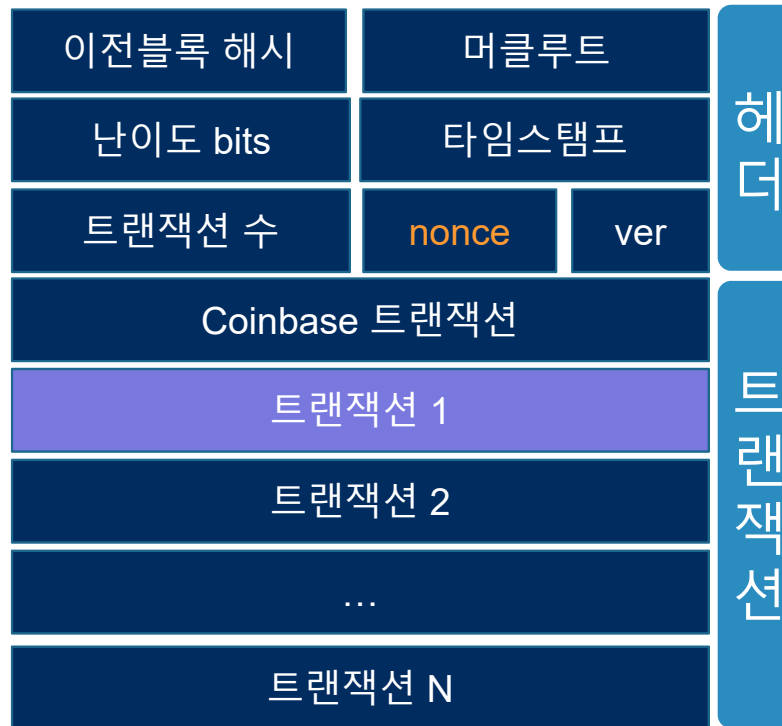 이전블록 해시
머클루트
난이도 bits
타임스탬프
트랜잭션 수
nonce
ver
헤더
Coinbase 트랜잭션
트랜잭션 1
트랜잭션 2
…
트랜잭션 N
트랜잭션